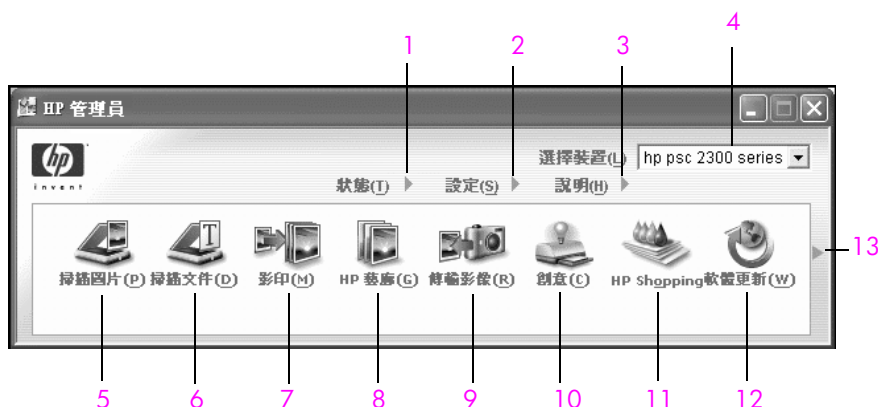 1 2 3 4
HP 管理員
hp
invent
選擇裝置(L) hp psc 2300 series
狀態(T) 設定(S) 說明(H)
13
掃描圖片(P) 掃描文件(D) 影印(M) HP 藝廊(G) 傳輸影像(R) 創意(C) HP Shopping 軟體更新(W)
5 6 7 8 9 10 11 12